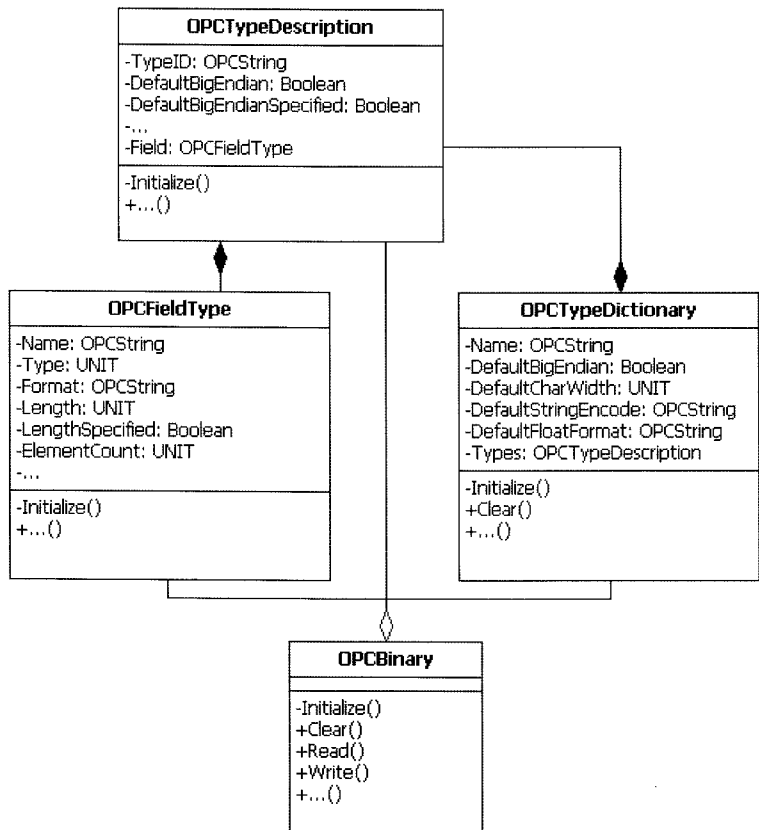 OPCTypeDescription
-TypeID: OPCString
-DefaultBigEndian: Boolean
-DefaultBigEndianSpecified: Boolean
-...
-Field: OPCFieldType
-Initialize()
+...()
OPCFieldType
-Name: OPCString
-Type: UNIT
-Format: OPCString
-Length: UNIT
-LengthSpecified: Boolean
-ElementCount: UNIT
-...
-Initialize()
+...()
OPCTypeDictionary
-Name: OPCString
-DefaultBigEndian: Boolean
-DefaultCharWidth: UNIT
-DefaultStringEncode: OPCString
-DefaultFloatFormat: OPCString
-Types: OPCTypeDescription
-Initialize()
+Clear()
+...()
OPCBinary
-Initialize()
+Clear()
+Read()
+Write()
+...()